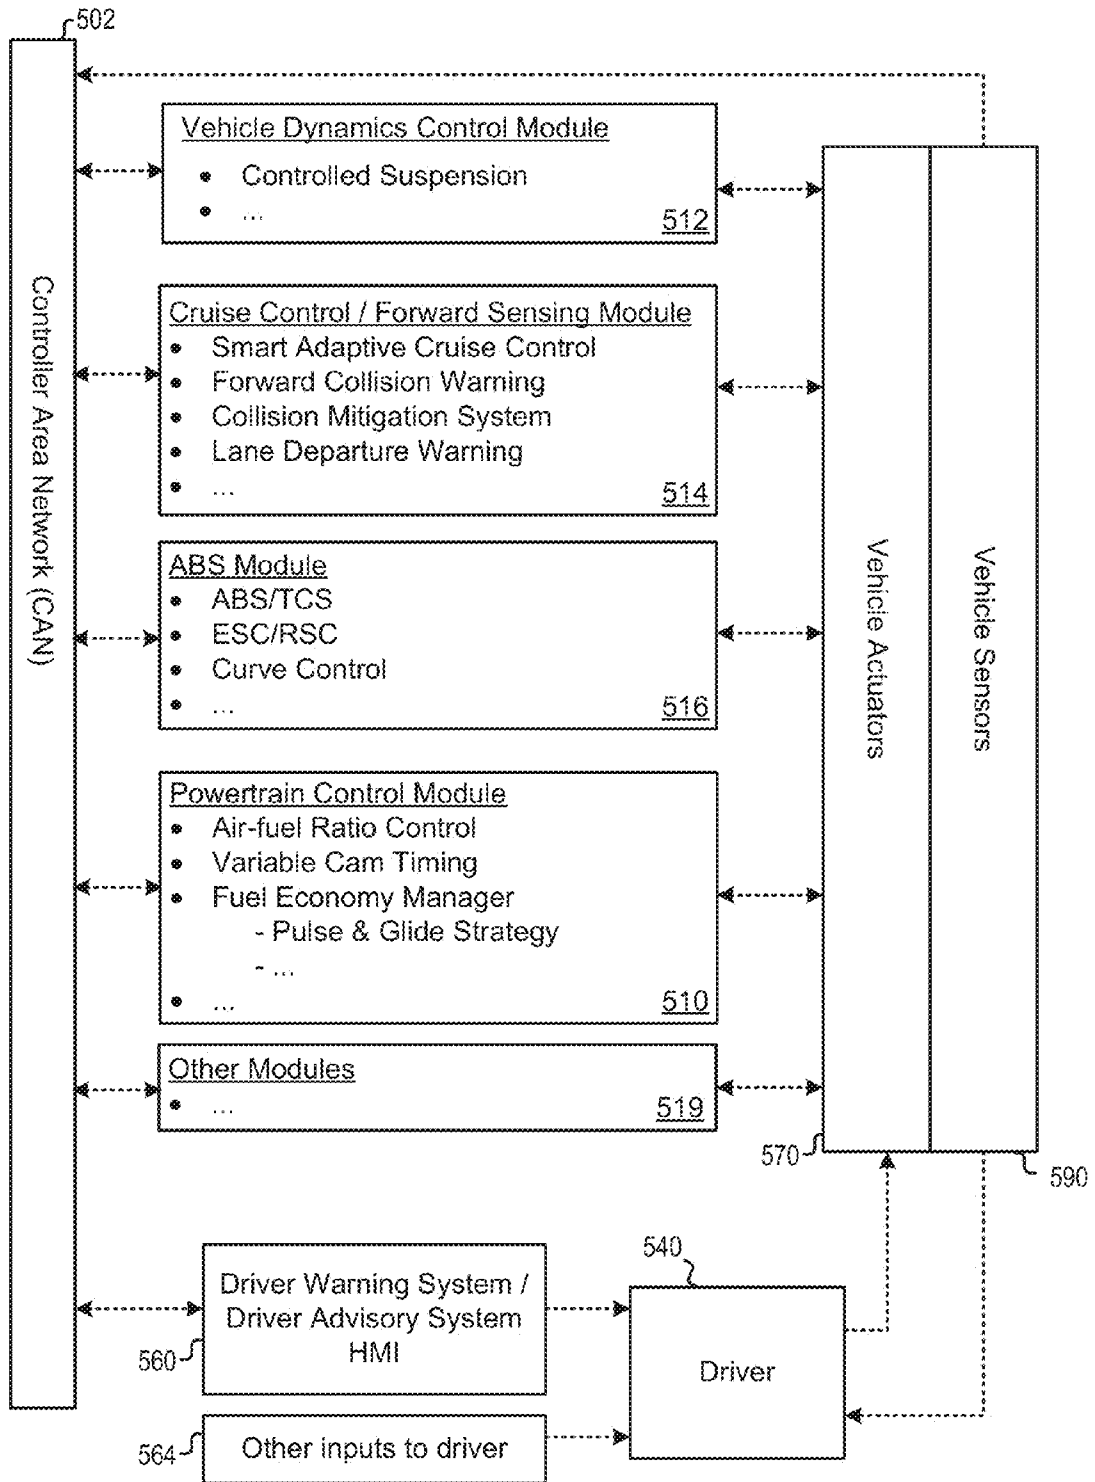 502
Controller Area Network (CAN)
Vehicle Dynamics Control Module
• Controlled Suspension
• ...
512
Cruise Control / Forward Sensing Module
• Smart Adaptive Cruise Control
• Forward Collision Warning
• Collision Mitigation System
• Lane Departure Warning
• ...
514
ABS Module
• ABS/TCS
• ESC/RSC
• Curve Control
• ...
516
Powertrain Control Module
• Air-fuel Ratio Control
• Variable Cam Timing
• Fuel Economy Manager
- Pulse & Glide Strategy
- ...
• ...
510
Other Modules
• ...
519
Vehicle Actuators
Vehicle Sensors
570
590
Driver Warning System /
Driver Advisory System
HMI
560
540
Driver
564
Other inputs to driver